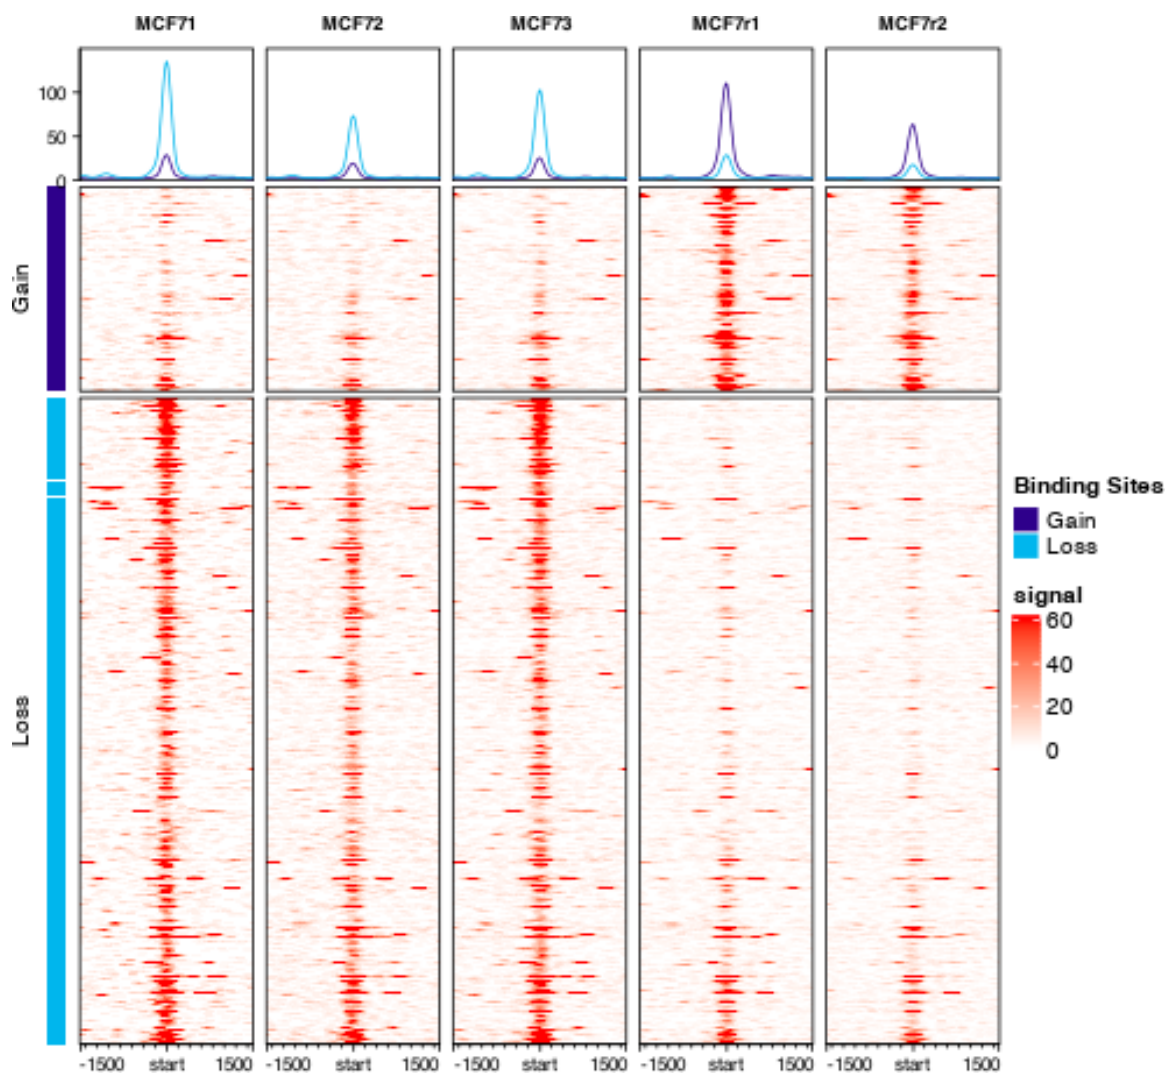 MCF71 MCF72 MCF73 MCF7r1 MCF7r2
100
50
0
Gain
Loss
Binding Sites
Gain
Loss
signal
60
40
20
0
-1500 start 1500 -1500 start 1500 -1500 start 1500 -1500 start 1500 -1500 start 1500